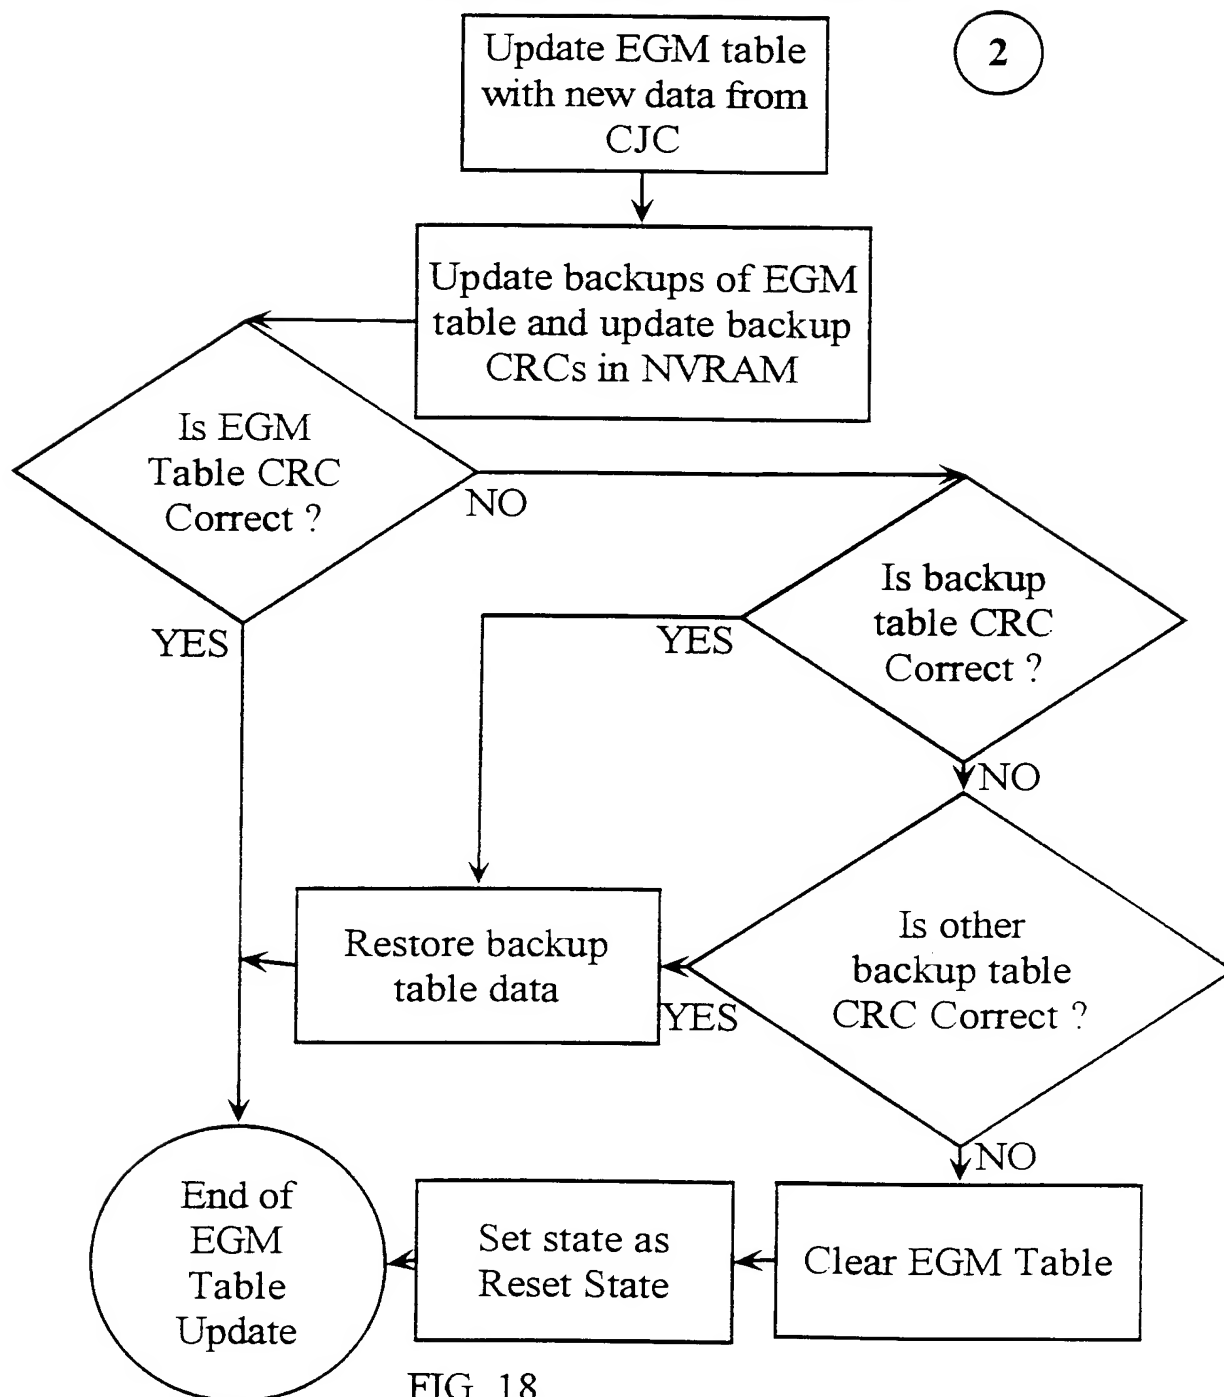 Update EGM table
with new data from
CJC
2
Update backups of EGM
table and update backup
CRCs in NVRAM
Is EGM
Table CRC
Correct ?
NO
YES
Is backup
table CRC
Correct ?
YES
NO
Restore backup
table data
Is other
backup table
CRC Correct ?
YES
NO
End of
EGM
Table
Update
Set state as
Reset State
Clear EGM Table
FIG. 18